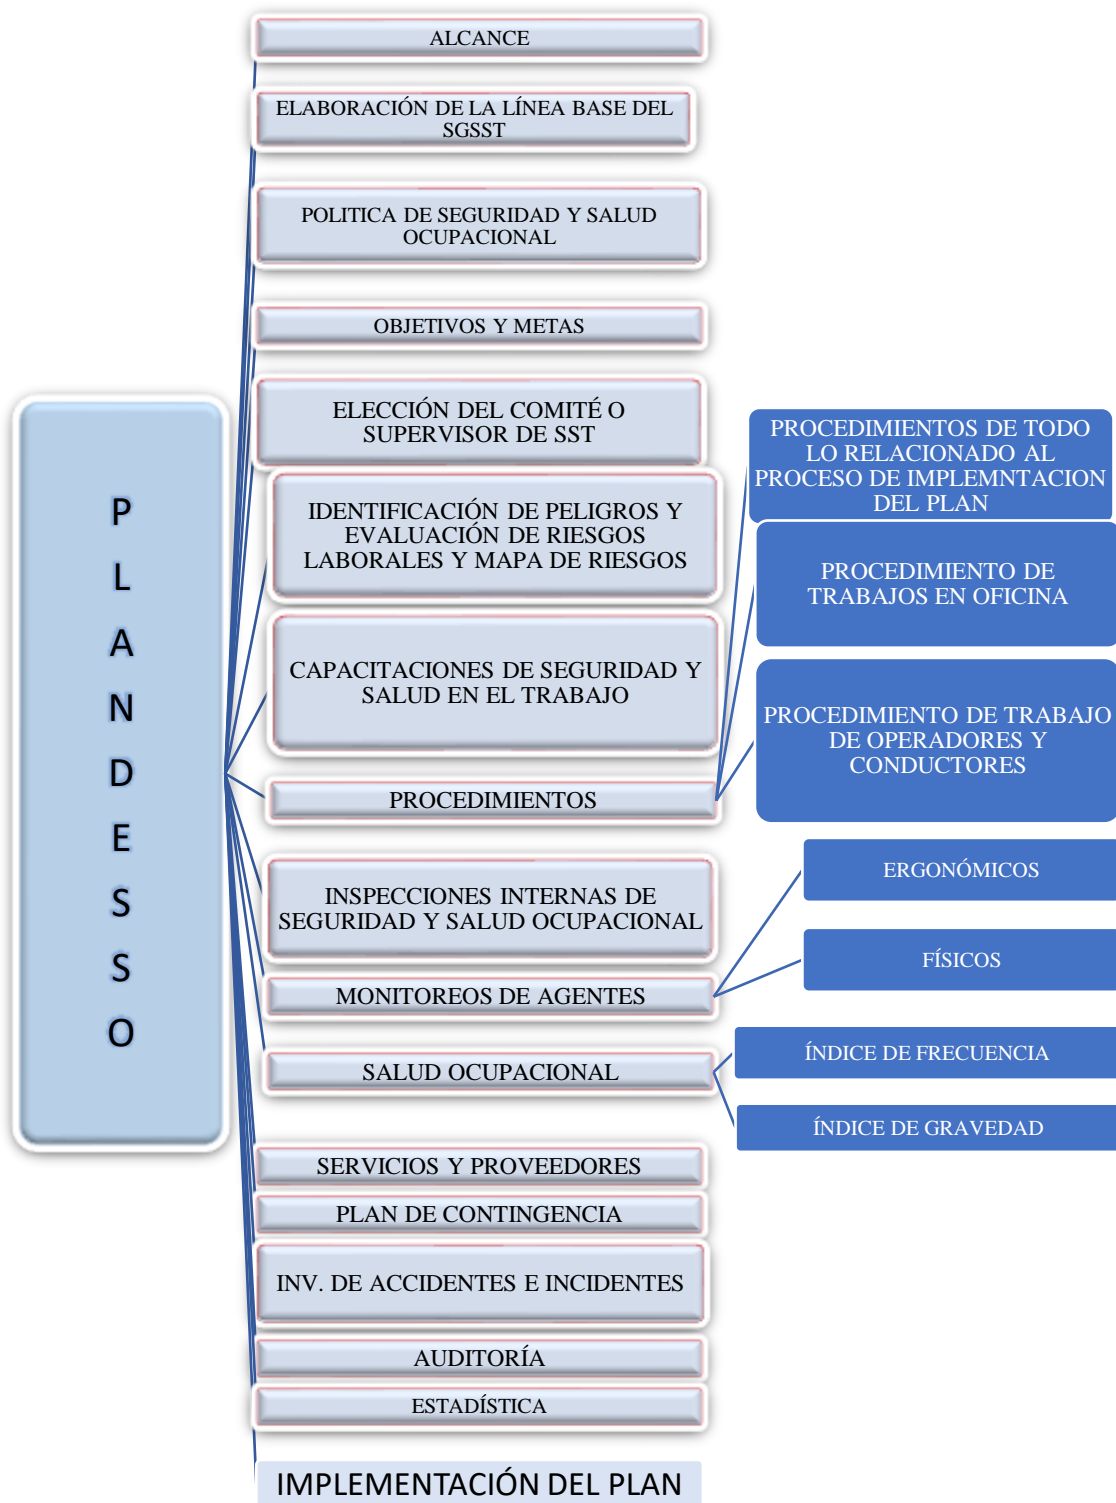 ALCANCE
ELABORACIÓN DE LA LÍNEA BASE DEL
SGSST
POLITICA DE SEGURIDAD Y SALUD
OCUPACIONAL
OBJETIVOS Y METAS
ELECCIÓN DEL COMITÉ O
SUPERVISOR DE SST
IDENTIFICACIÓN DE PELIGROS Y
EVALUACIÓN DE RIESGOS
LABORALES Y MAPA DE RIESGOS
CAPACITACIONES DE SEGURIDAD Y
SALUD EN EL TRABAJO
PROCEDIMIENTOS
INSPECCIONES INTERNAS DE
SEGURIDAD Y SALUD OCUPACIONAL
MONITOREOS DE AGENTES
SALUD OCUPACIONAL
SERVICIOS Y PROVEEDORES
PLAN DE CONTINGENCIA
INV. DE ACCIDENTES E INCIDENTES
AUDITORÍA
ESTADÍSTICA
IMPLEMENTACIÓN DEL PLAN
P
L
A
N
D
E
S
S
O
PROCEDIMIENTOS DE TODO
LO RELACIONADO AL
PROCESO DE IMPLEMNTACION
DEL PLAN
PROCEDIMIENTO DE
TRABAJOS EN OFICINA
PROCEDIMIENTO DE TRABAJO
DE OPERADORES Y
CONDUCTORES
ERGONÓMICOS
FÍSICOS
ÍNDICE DE FRECUENCIA
ÍNDICE DE GRAVEDAD